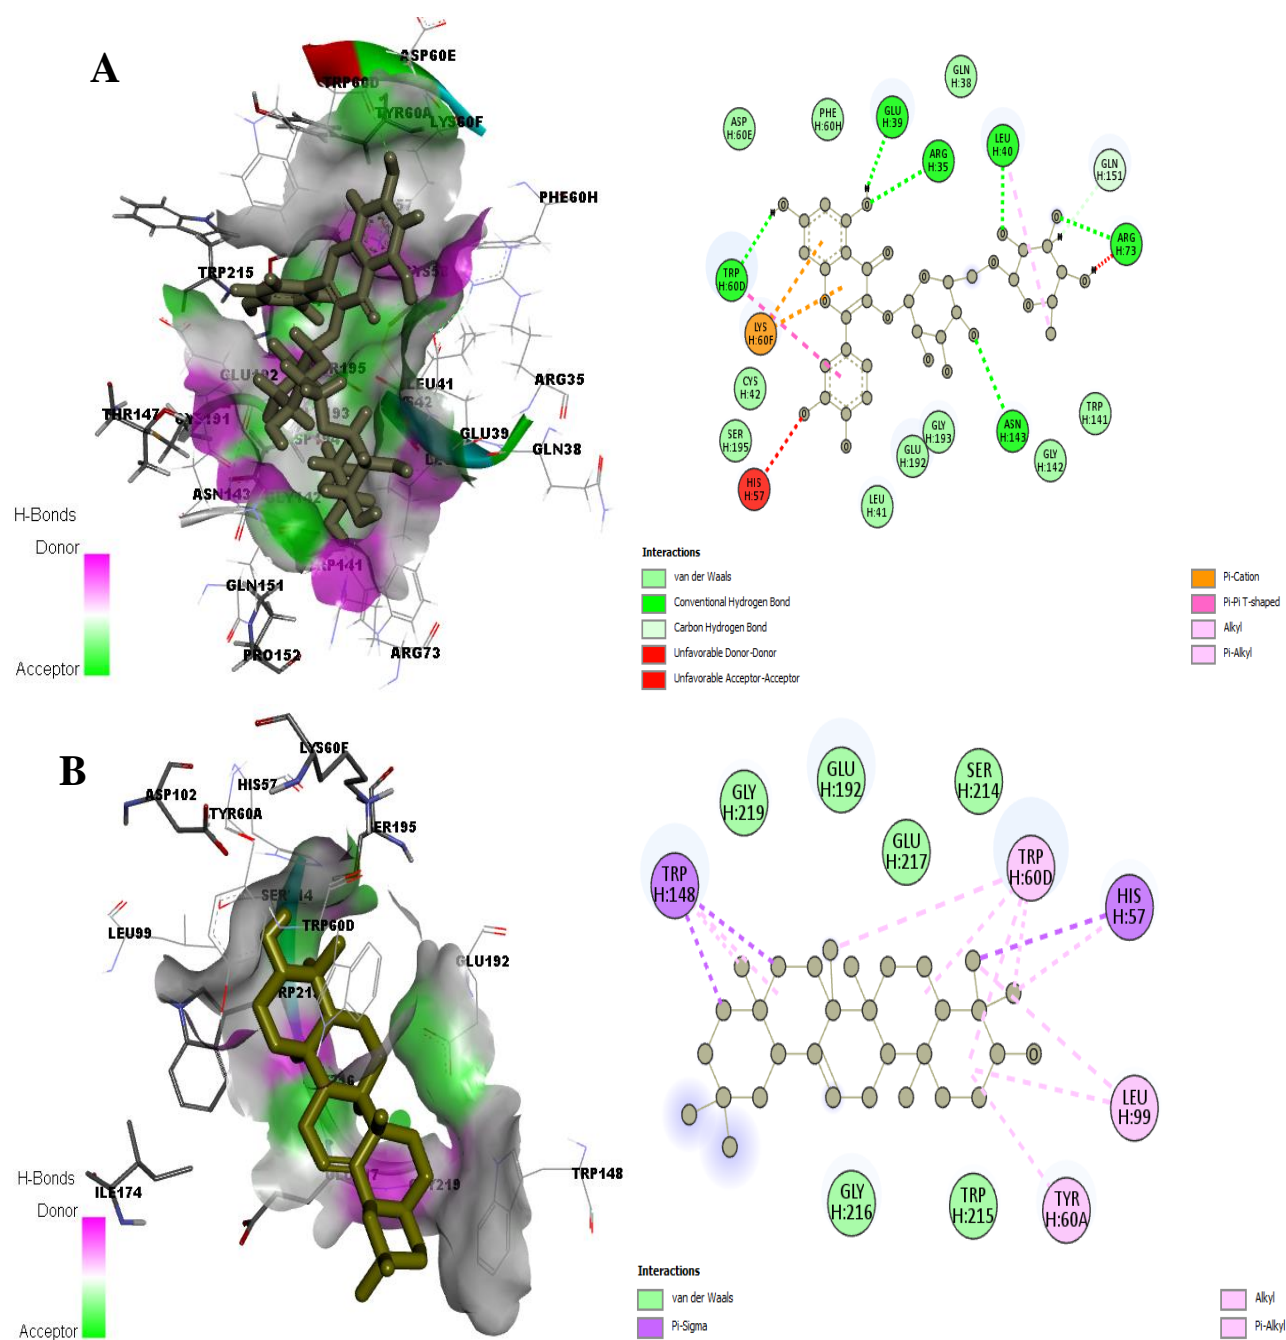 A
ASP60E
TRP60D
TYR60A
LYS60F
PHE60H
TRP215
ARG35
LEU41
GLU39
GLN38
THR147
ASN143
GLY142
GLN151
PRO152
ARG73
H-Bonds
Donor
Acceptor
GLN
H:38
ASP
H:60E
PHE
H:60H
GLU
H:39
ARG
H:35
LEU
H:40
GLN
H:151
ARG
H:73
TRP
H:60D
LYS
H:60F
CYS
H:42
SER
H:195
HIS
H:57
LEU
H:41
GLU
H:192
GLY
H:193
ASN
H:143
GLY
H:142
TRP
H:141
Interactions
van der Waals
Conventional Hydrogen Bond
Carbon Hydrogen Bond
Unfavorable Donor-Donor
Unfavorable Acceptor-Acceptor
Pi-Cation
Pi-Pi T-shaped
Alkyl
Pi-Alkyl
B
LYS60F
HIS57
ASP102
TYR60A
ER195
LEU99
TRP60D
GLU192
TRP148
ILE174
H-Bonds
Donor
Acceptor
GLY
H:219
GLU
H:192
SER
H:214
GLU
H:217
TRP
H:148
TRP
H:60D
HIS
H:57
LEU
H:99
TYR
H:60A
GLY
H:216
TRP
H:215
Interactions
van der Waals
Pi-Sigma
Alkyl
Pi-Alkyl